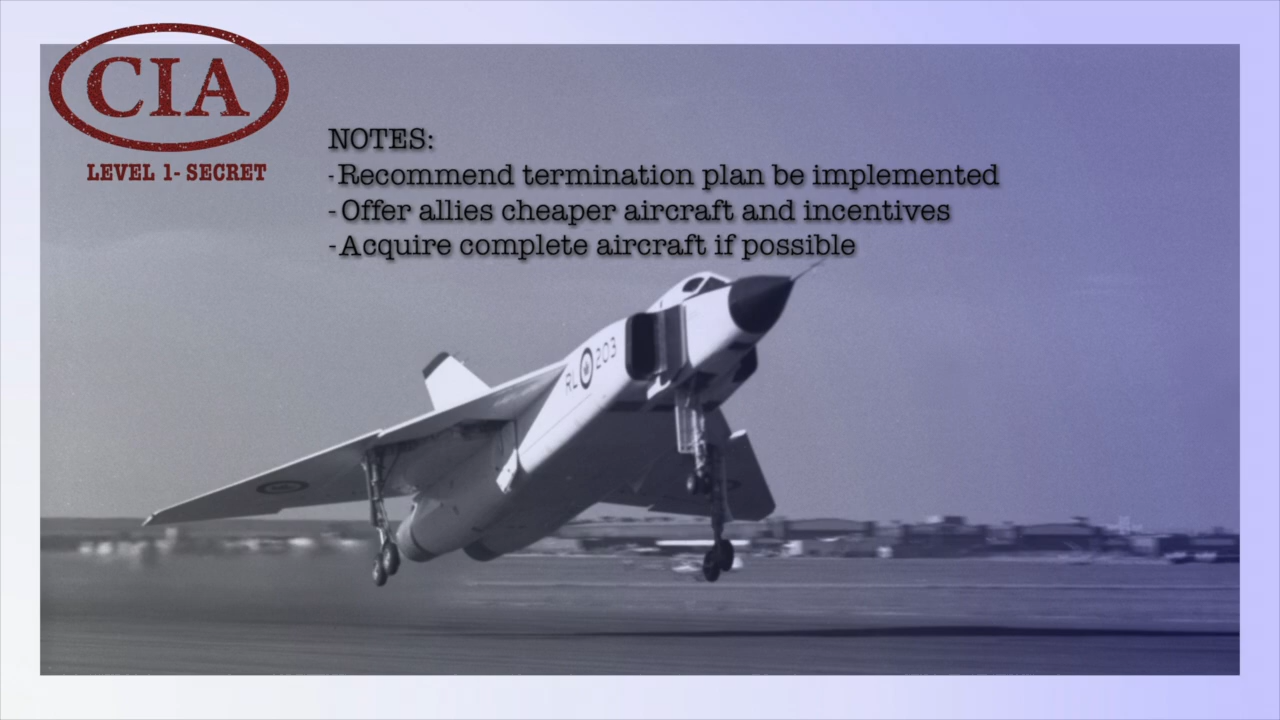 CIA
LEVEL 1- SECRET
NOTES:
-Recommend termination plan be implemented
-Offer allies cheaper aircraft and incentives
-Acquire complete aircraft if possible
RL 203